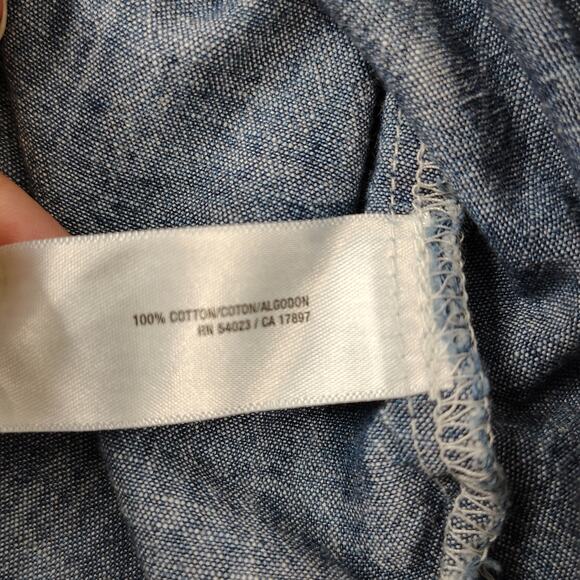 100% COTTON/COTON/ALGODON
RN 54023 / CA 17897